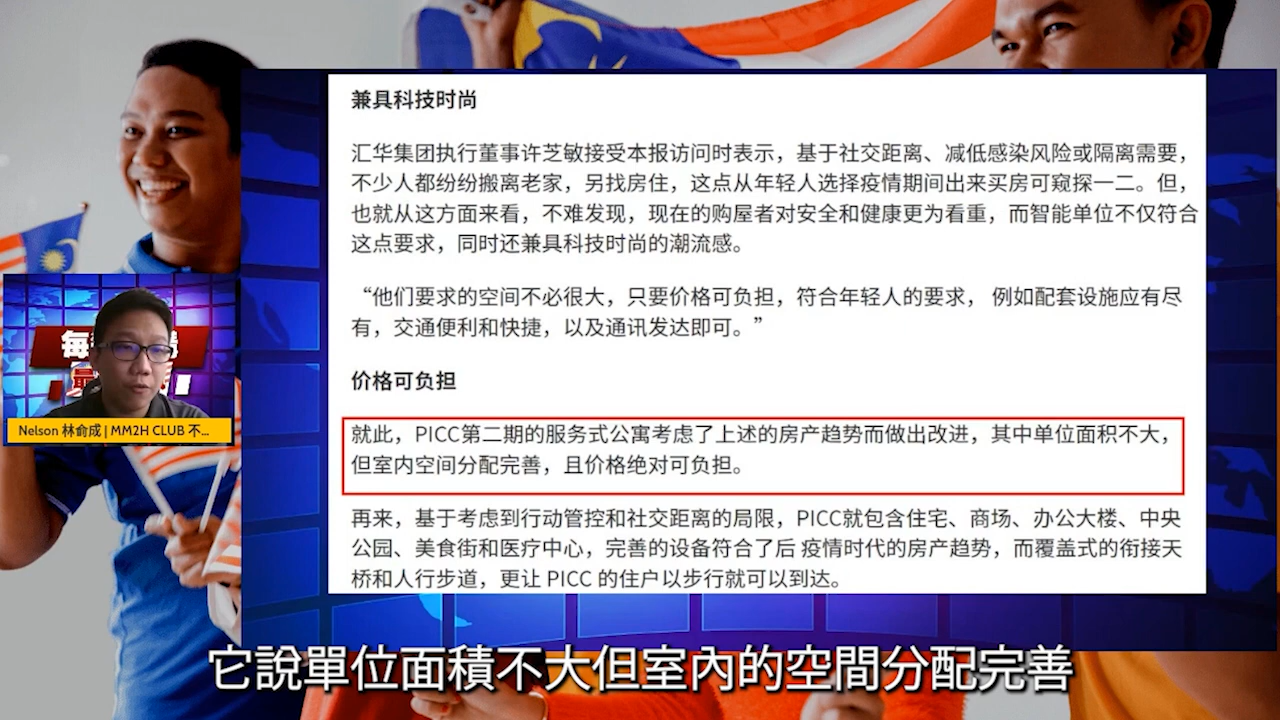 兼具科技时尚
汇华集团执行董事许芝敏接受本报访问时表示，基于社交距离、减低感染风险或隔离需要，
不少人都纷纷搬离老家，另找房住，这点从年轻人选择疫情期间出来买房可窥探一二。但，
也就从这方面来看，不难发现，现在的购屋者对安全和健康更为看重，而智能单位不仅符合
这点要求，同时还兼具科技时尚的潮流感。
“他们要求的空间不必很大，只要价格可负担，符合年轻人的要求， 例如配套设施应有尽
有，交通便利和快捷，以及通讯发达即可。”
价格可负担
就此，PICC第二期的服务式公寓考虑了上述的房产趋势而做出改进，其中单位面积不大，
但室内空间分配完善，且价格绝对可负担。
再来，基于考虑到行动管控和社交距离的局限，PICC就包含住宅、商场、办公大楼、中央
公园、美食街和医疗中心，完善的设备符合了后 疫情时代的房产趋势，而覆盖式的衔接天
桥和人行步道，更让 PICC 的住户以步行就可以到达。
每
Nelson 林俞成 | MM2H CLUB 不...
它說單位面積不大但室內的空間分配完善